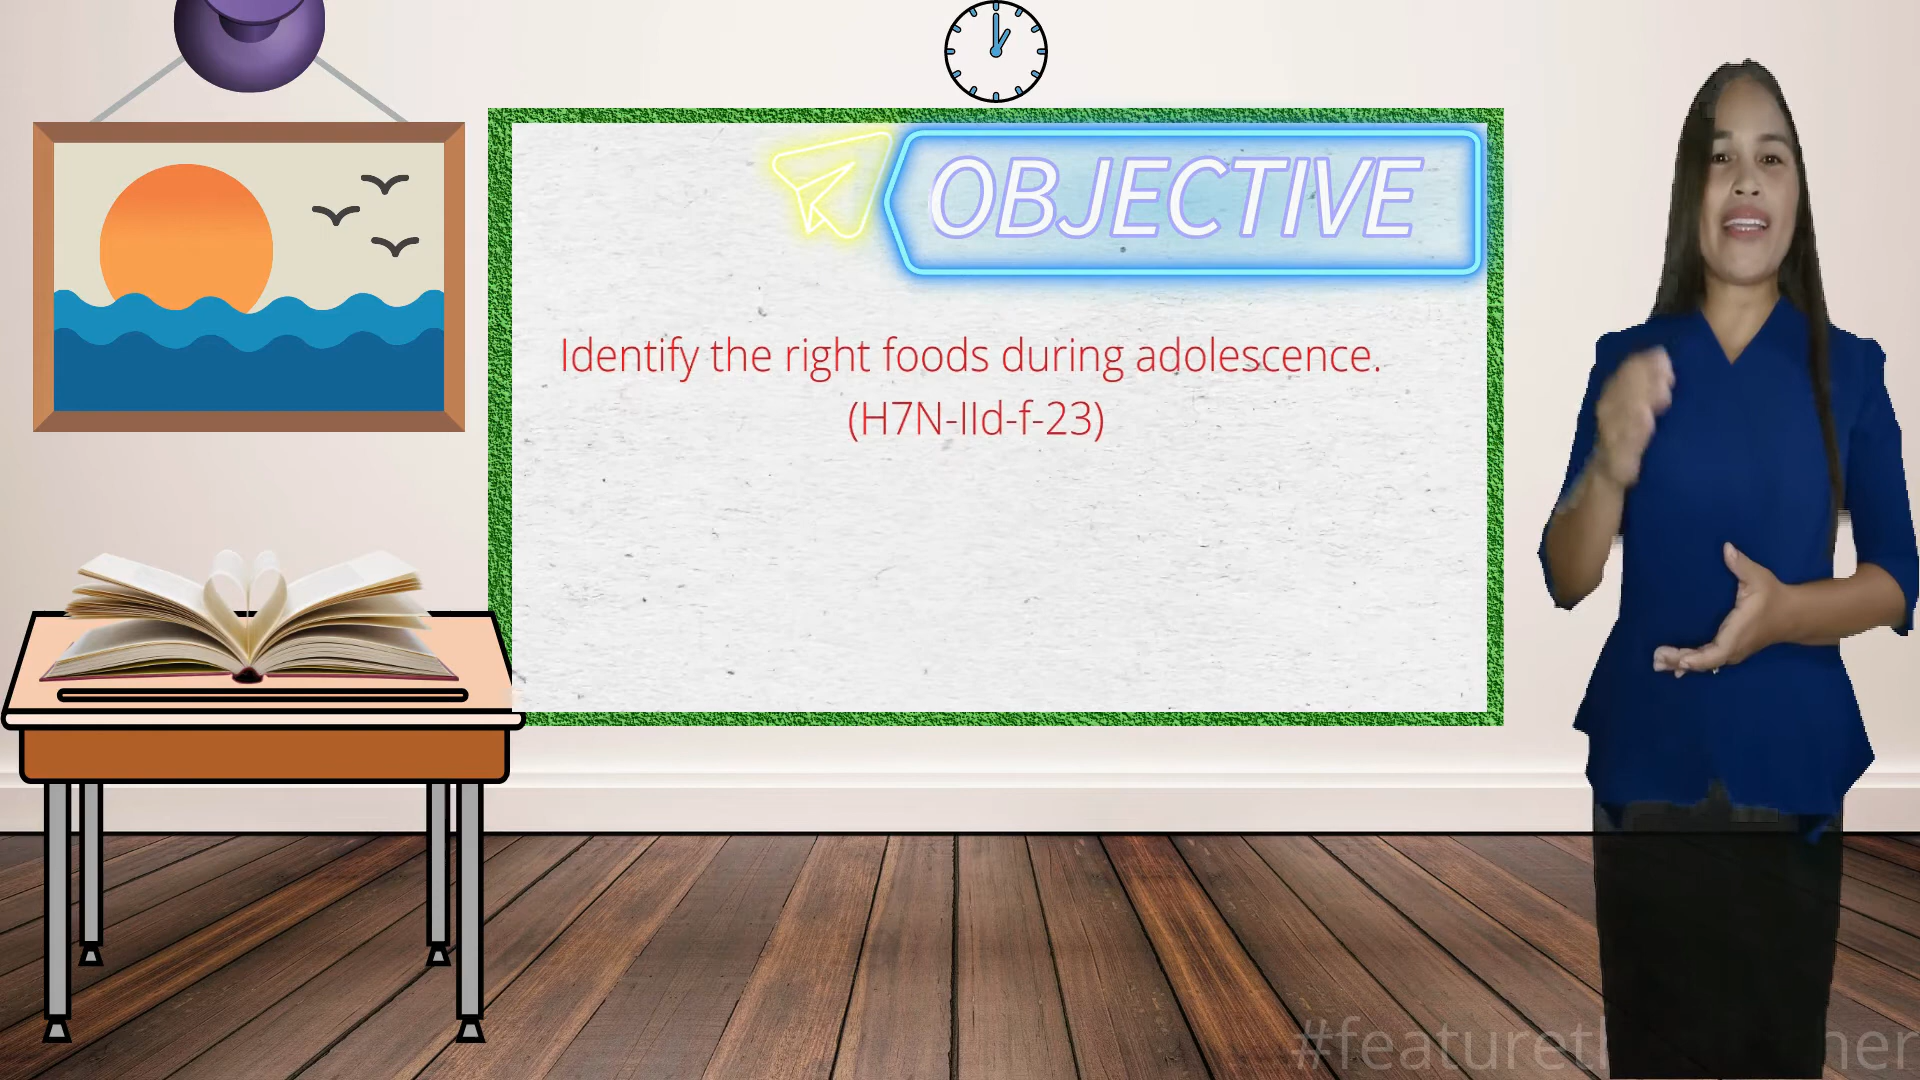 OBJECTIVE
Identify the right foods during adolescence.
(H7N-IId-f-23)